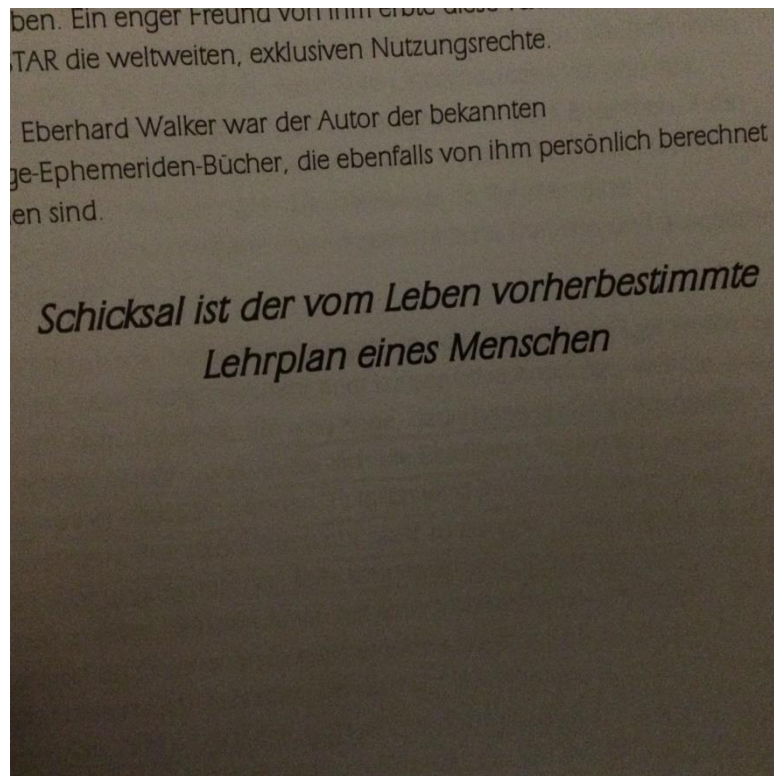 ben. Ein enger Freund von ihm erbte diese
STAR die weltweiten, exklusiven Nutzungsrechte.
Eberhard Walker war der Autor der bekannten
ge-Ephemeriden-Bücher, die ebenfalls von ihm persönlich berechnet
en sind.
Schicksal ist der vom Leben vorherbestimmte
Lehrplan eines Menschen